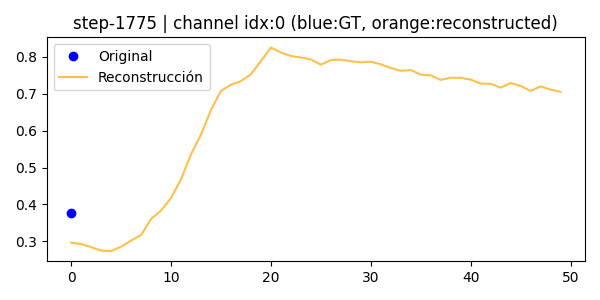 step-1775 | channel idx:0 (blue:GT, orange:reconstructed)
Original
Reconstrucción
0.8
0.7
0.6
0.5
0.4
0.3
0 10 20 30 40 50